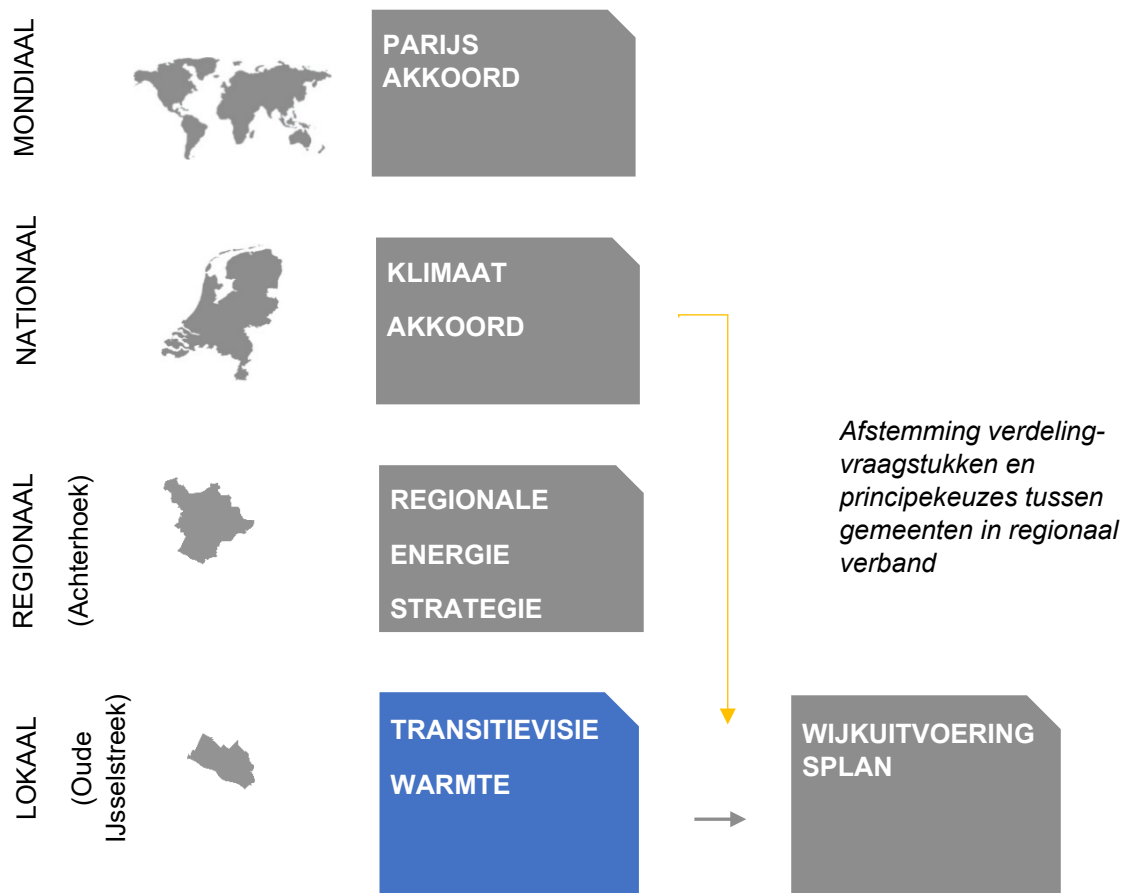 MONDIAAL
PARIJS
AKKOORD
NATIONAAL
KLIMAAT
AKKOORD
REGIONAAL
(Achterhoek)
REGIONALE
ENERGIE
STRATEGIE
Afstemming verdeling-
vraagstukken en
principekeuzes tussen
gemeenten in regionaal
verband
LOKAAL
(Oude
IJsselstreek)
TRANSITIEVISIE
WARMTE
WIJKUITVOERING
SPLAN